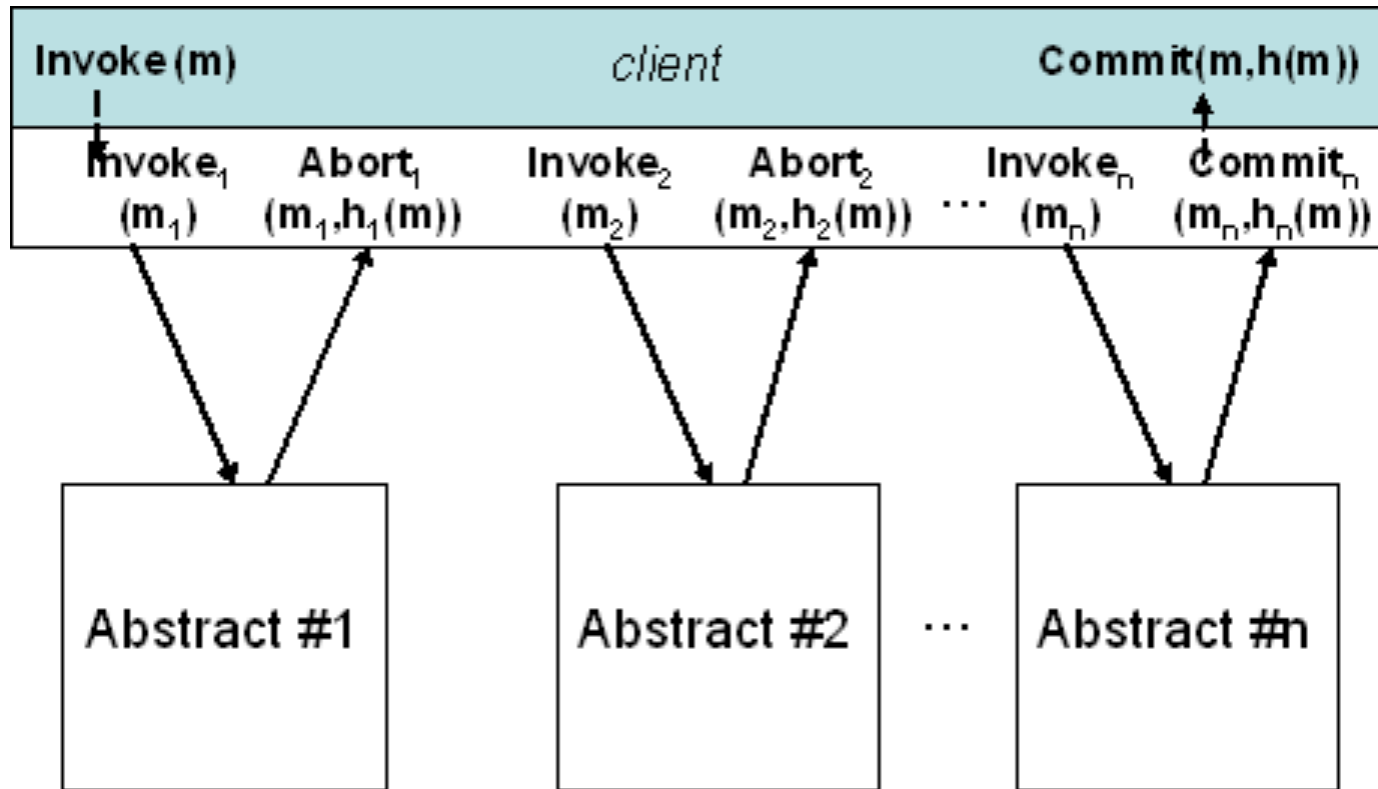 Invoke(m) client Commit(m,h(m))
Invoke₁ Abort₁ Invoke₂ Abort₂ Invokeₙ Commitₙ
(m₁) (m₁,h₁(m)) (m₂) (m₂,h₂(m)) ... (mₙ) (mₙ,hₙ(m))
Abstract #1 Abstract #2 ... Abstract #n